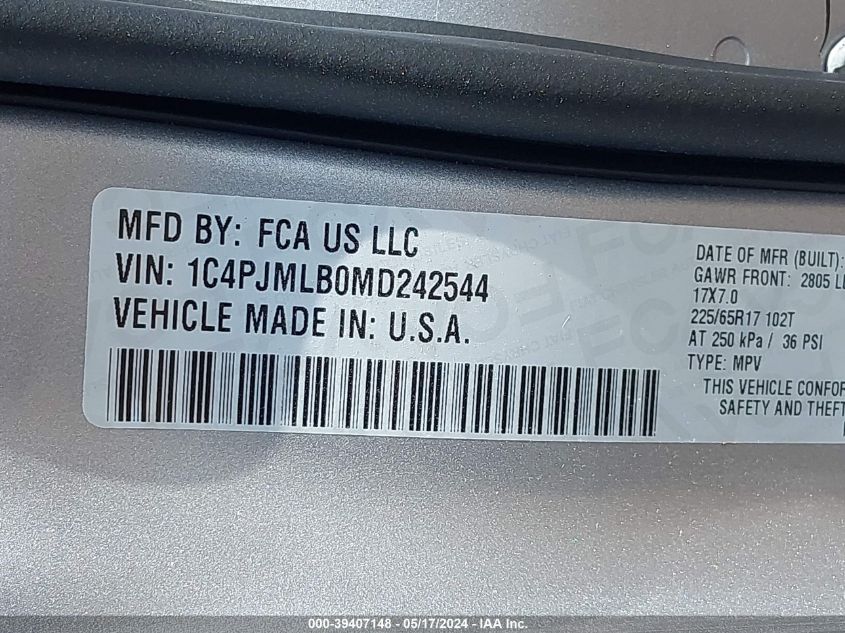 MFD BY: FCA US LLC
VIN: 1C4PJMLB0MD242544
VEHICLE MADE IN: U.S.A.
DATE OF MFR (BUILT):
GAWR FRONT: 2805
17X7.0
225/65R17 102T
AT 250 kPa / 36 PSI
TYPE: MPV
THIS VEHICLE
SAFETY AND THEFT
000-39407148 - 05/17/2024 - IAA Inc.